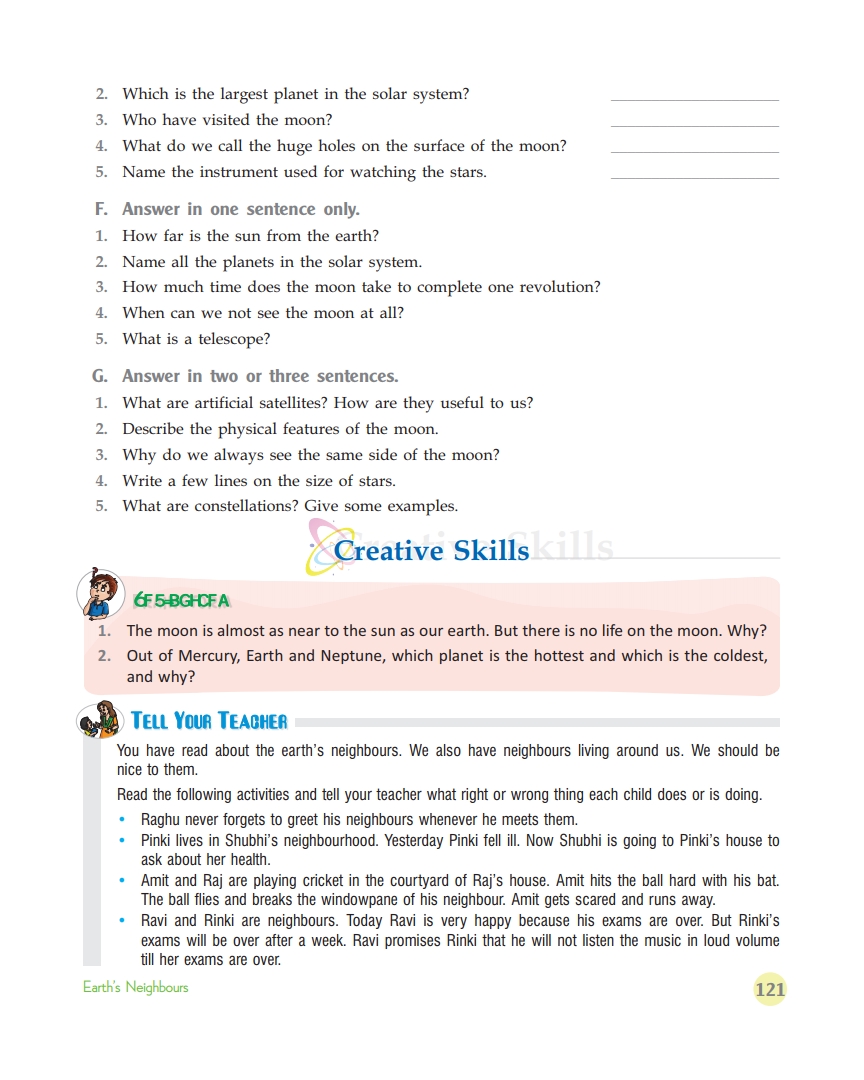 2. Which is the largest planet in the solar system?
3. Who have visited the moon?
4. What do we call the huge holes on the surface of the moon?
5. Name the instrument used for watching the stars.
F. Answer in one sentence only.
1. How far is the sun from the earth?
2. Name all the planets in the solar system.
3. How much time does the moon take to complete one revolution?
4. When can we not see the moon at all?
5. What is a telescope?
G. Answer in two or three sentences.
1. What are artificial satellites? How are they useful to us?
2. Describe the physical features of the moon.
3. Why do we always see the same side of the moon?
4. Write a few lines on the size of stars.
5. What are constellations? Give some examples.
Creative Skills
1. The moon is almost as near to the sun as our earth. But there is no life on the moon. Why?
2. Out of Mercury, Earth and Neptune, which planet is the hottest and which is the coldest,
and why?
TELL YOUR TEACHER
You have read about the earth's neighbours. We also have neighbours living around us. We should be
nice to them.
Read the following activities and tell your teacher what right or wrong thing each child does or is doing.
• Raghu never forgets to greet his neighbours whenever he meets them.
• Pinki lives in Shubhi's neighbourhood. Yesterday Pinki fell ill. Now Shubhi is going to Pinki's house to
ask about her health.
• Amit and Raj are playing cricket in the courtyard of Raj's house. Amit hits the ball hard with his bat.
The ball flies and breaks the windowpane of his neighbour. Amit gets scared and runs away.
• Ravi and Rinki are neighbours. Today Ravi is very happy because his exams are over. But Rinki's
exams will be over after a week. Ravi promises Rinki that he will not listen the music in loud volume
till her exams are over.
Earth's Neighbours
121